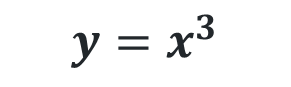 y = x³